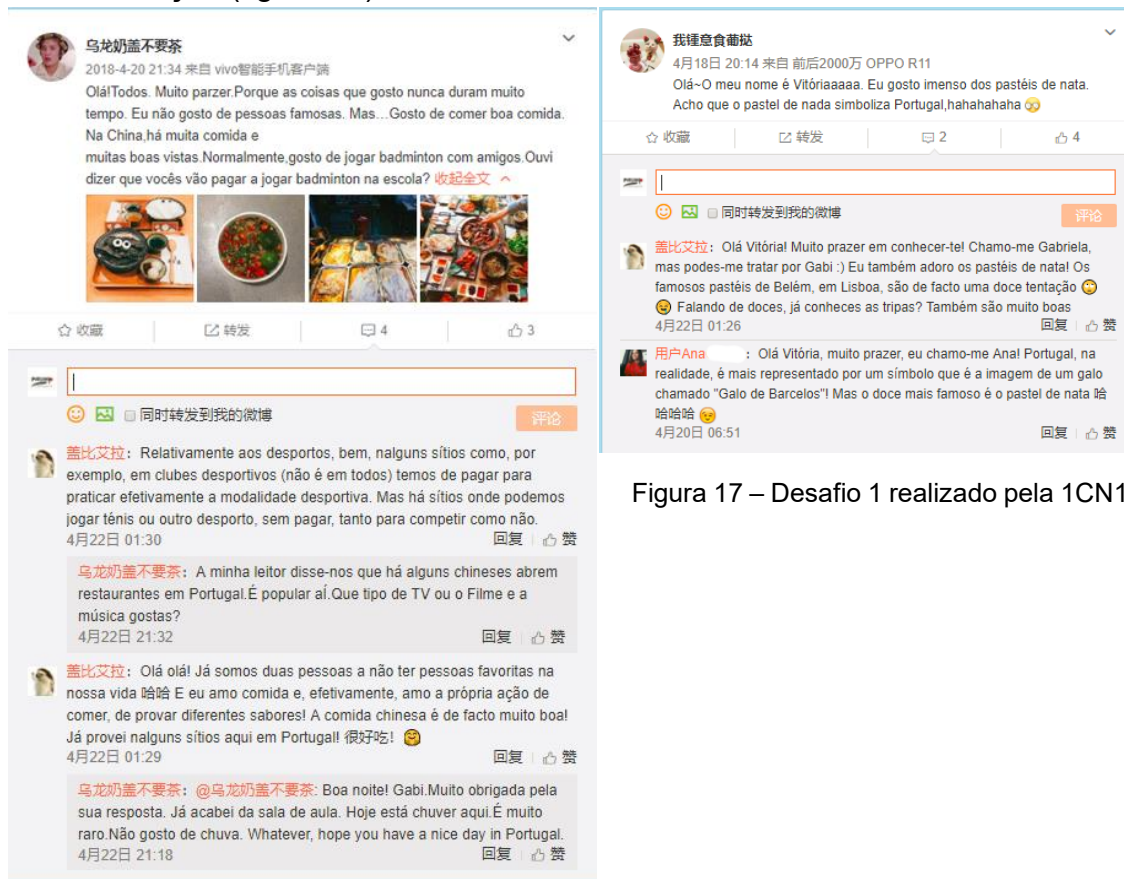 乌龙奶盖不要茶
2018-4-20 21:34 来自 vivo智能手机客户端
Olá!Todos. Muito parzer.Porque as coisas que gosto nunca duram muito
tempo. Eu não gosto de pessoas famosas. Mas…Gosto de comer boa comida.
Na China,há muita comida e
muitas boas vistas.Normalmente,gosto de jogar badminton com amigos.Ouvi
dizer que vocês vão pagar a jogar badminton na escola? 收起全文
收藏 转发 4 3
同时转发到我的微博 评论
盖比艾拉：Relativamente aos desportos, bem, nalguns sítios como, por
exemplo, em clubes desportivos (não é em todos) temos de pagar para
praticar efetivamente a modalidade desportiva. Mas há sítios onde podemos
jogar ténis ou outro desporto, sem pagar, tanto para competir como não.
4月22日 01:30 回复 赞
乌龙奶盖不要茶：A minha leitor disse-nos que há alguns chineses abrem
restaurantes em Portugal.É popular aí.Que tipo de TV ou o Filme e a
música gostas?
4月22日 21:32 回复 赞
盖比艾拉：Olá olá! Já somos duas pessoas a não ter pessoas favoritas na
nossa vida 哈哈 E eu amo comida e, efetivamente, amo a própria ação de
comer, de provar diferentes sabores! A comida chinesa é de facto muito boa!
Já provei nalguns sítios aqui em Portugal! 很好吃！
4月22日 01:29 回复 赞
乌龙奶盖不要茶：@乌龙奶盖不要茶: Boa noite! Gabi.Muito obrigada pela
sua resposta. Já acabei da sala de aula. Hoje está chuver aqui.É muito
raro.Não gosto de chuva. Whatever, hope you have a nice day in Portugal.
4月22日 21:18 回复 赞
我锺意食葡挞
4月18日 20:14 来自 前后2000万 OPPO R11
Olá~O meu nome é Vitóriaaaaa. Eu gosto imenso dos pastéis de nata.
Acho que o pastel de nada simboliza Portugal,hahahahaha
收藏 转发 2 4
同时转发到我的微博 评论
盖比艾拉：Olá Vitória! Muito prazer em conhecer-te! Chamo-me Gabriela,
mas podes-me tratar por Gabi :) Eu também adoro os pastéis de nata! Os
famosos pastéis de Belém, em Lisboa, são de facto uma doce tentação
Falando de doces, já conheces as tripas? Também são muito boas
4月22日 01:26 回复 赞
用户Ana ：Olá Vitória, muito prazer, eu chamo-me Ana! Portugal, na
realidade, é mais representado por um símbolo que é a imagem de um galo
chamado "Galo de Barcelos"! Mas o doce mais famoso é o pastel de nata 哈
哈哈哈
4月20日 06:51 回复 赞
Figura 17 – Desafio 1 realizado pela 1CN1